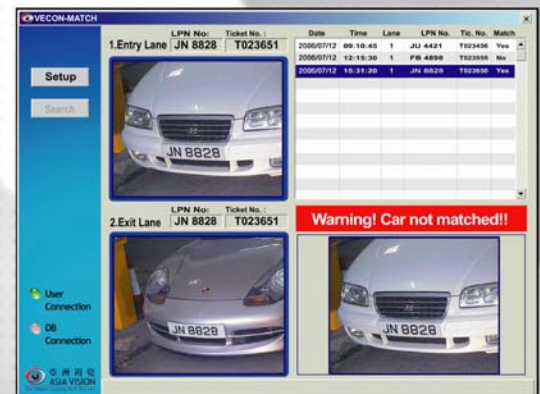 VECON-MATCH
Setup
Search
User
Connection
DB
Connection
亞洲視覺
ASIA VISION
LPN No: Ticket No. :
1.Entry Lane JN 8828 T023651
JN 8828
LPN No: Ticket No. :
2.Exit Lane JN 8828 T023651
JN 8828
Date Time Lane LPN No. Tic. No. Match
2006/07/12 09:10:45 1 JU 4421 T023456 Yes
2006/07/12 12:15:30 1 FB 4898 T023555 No
2006/07/12 15:31:20 1 JN 8828 T023650 Yes
Warning! Car not matched!!
JN 8828